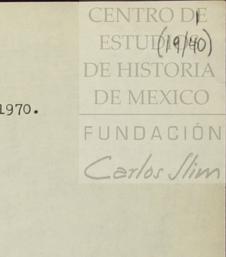 CENTRO DE
ESTUDIOS
(19/40)
DE HISTORIA
DE MEXICO
1970.
FUNDACIÓN
Carlos Slim